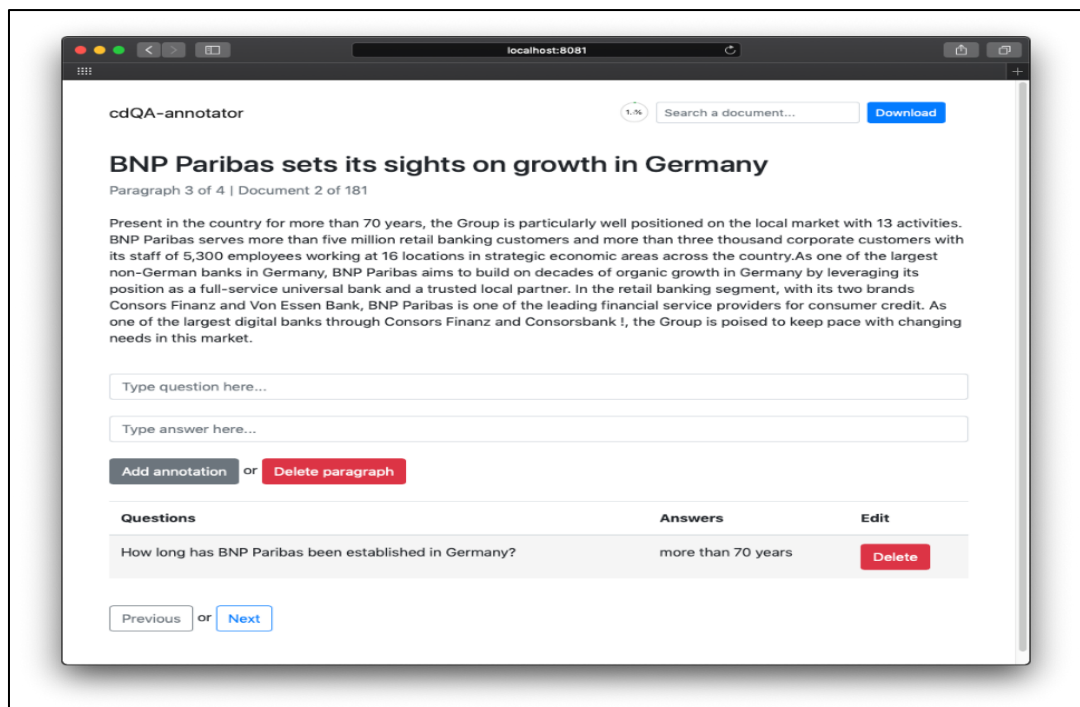 localhost:8081
cdQA-annotator
1.% Search a document... Download
BNP Paribas sets its sights on growth in Germany
Paragraph 3 of 4 | Document 2 of 181
Present in the country for more than 70 years, the Group is particularly well positioned on the local market with 13 activities.
BNP Paribas serves more than five million retail banking customers and more than three thousand corporate customers with
its staff of 5,300 employees working at 16 locations in strategic economic areas across the country.As one of the largest
non-German banks in Germany, BNP Paribas aims to build on decades of organic growth in Germany by leveraging its
position as a full-service universal bank and a trusted local partner. In the retail banking segment, with its two brands
Consors Finanz and Von Essen Bank, BNP Paribas is one of the leading financial service providers for consumer credit. As
one of the largest digital banks through Consors Finanz and Consorsbank !, the Group is poised to keep pace with changing
needs in this market.
Type question here...
Type answer here...
Add annotation or Delete paragraph
Questions Answers Edit
How long has BNP Paribas been established in Germany? more than 70 years Delete
Previous or Next